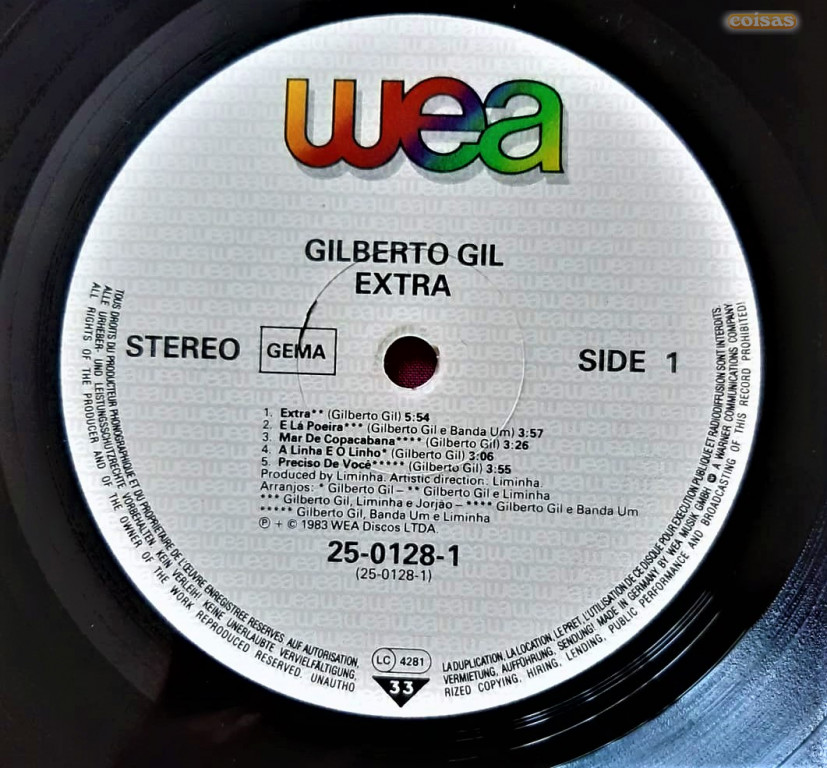 coisas
wea
GILBERTO GIL
EXTRA
STEREO
GEMA
SIDE 1
1. Extra** (Gilberto Gil) 5:54
2. E Lá Poeira*** (Gilberto Gil e Banda Um) 3:57
3. Mar De Copacabana**** (Gilberto Gil) 3:26
4. A Linha E O Linho* (Gilberto Gil) 3:06
5. Preciso De Você***** (Gilberto Gil) 3:55
Produced by Liminha. Artistic direction: Liminha.
Arranjos: * Gilberto Gil – ** Gilberto Gil e Liminha
*** Gilberto Gil, Liminha e Jorjão – **** Gilberto Gil e Banda Um
***** Gilberto Gil, Banda Um e Liminha
℗ + © 1983 WEA Discos LTDA.
25-0128-1
(25-0128-1)
LC 4281
33
TOUS DROITS DU PRODUCTEUR PHONOGRAPHIQUE ET DU PROPRIETAIRE DE L'ŒUVRE ENREGISTREE RESERVES. SAUF AUTORISATION,
LA DUPLICATION, LA LOCATION, LE PRET, L'UTILISATION DE CE DISQUE POUR EXECUTION PUBLIQUE ET RADIODIFFUSION SONT INTERDITS.
ALLE URHEBER- UND LEISTUNGSSCHUTZRECHTE VORBEHALTEN. KEIN VERLEIH! KEINE UNERLAUBTE VERVIELFÄLTIGUNG,
VERMIETUNG, AUFFÜHRUNG, SENDUNG! MADE IN GERMANY BY WEA MUSIK GMBH A WARNER COMMUNICATIONS COMPANY
ALL RIGHTS OF THE PRODUCER AND OF THE OWNER OF THE WORK REPRODUCED RESERVED. UNAUTHO
RIZED COPYING, HIRING, LENDING, PUBLIC PERFORMANCE AND BROADCASTING OF THIS RECORD PROHIBITED!